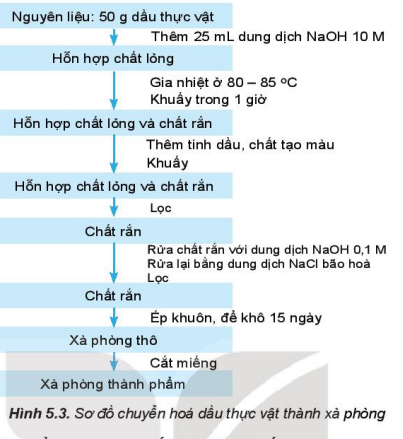 Nguyên liệu: 50 g dầu thực vật
Thêm 25 mL dung dịch NaOH 10 M
Hỗn hợp chất lỏng
Gia nhiệt ở 80 – 85 ºC
Khuấy trong 1 giờ
Hỗn hợp chất lỏng và chất rắn
Thêm tinh dầu, chất tạo màu
Khuấy
Hỗn hợp chất lỏng và chất rắn
Lọc
Chất rắn
Rửa chất rắn với dung dịch NaOH 0,1 M
Rửa lại bằng dung dịch NaCl bão hoà
Lọc
Chất rắn
Ép khuôn, để khô 15 ngày
Xà phòng thô
Cắt miếng
Xà phòng thành phẩm
Hình 5.3. Sơ đồ chuyển hoá dầu thực vật thành xà phòng